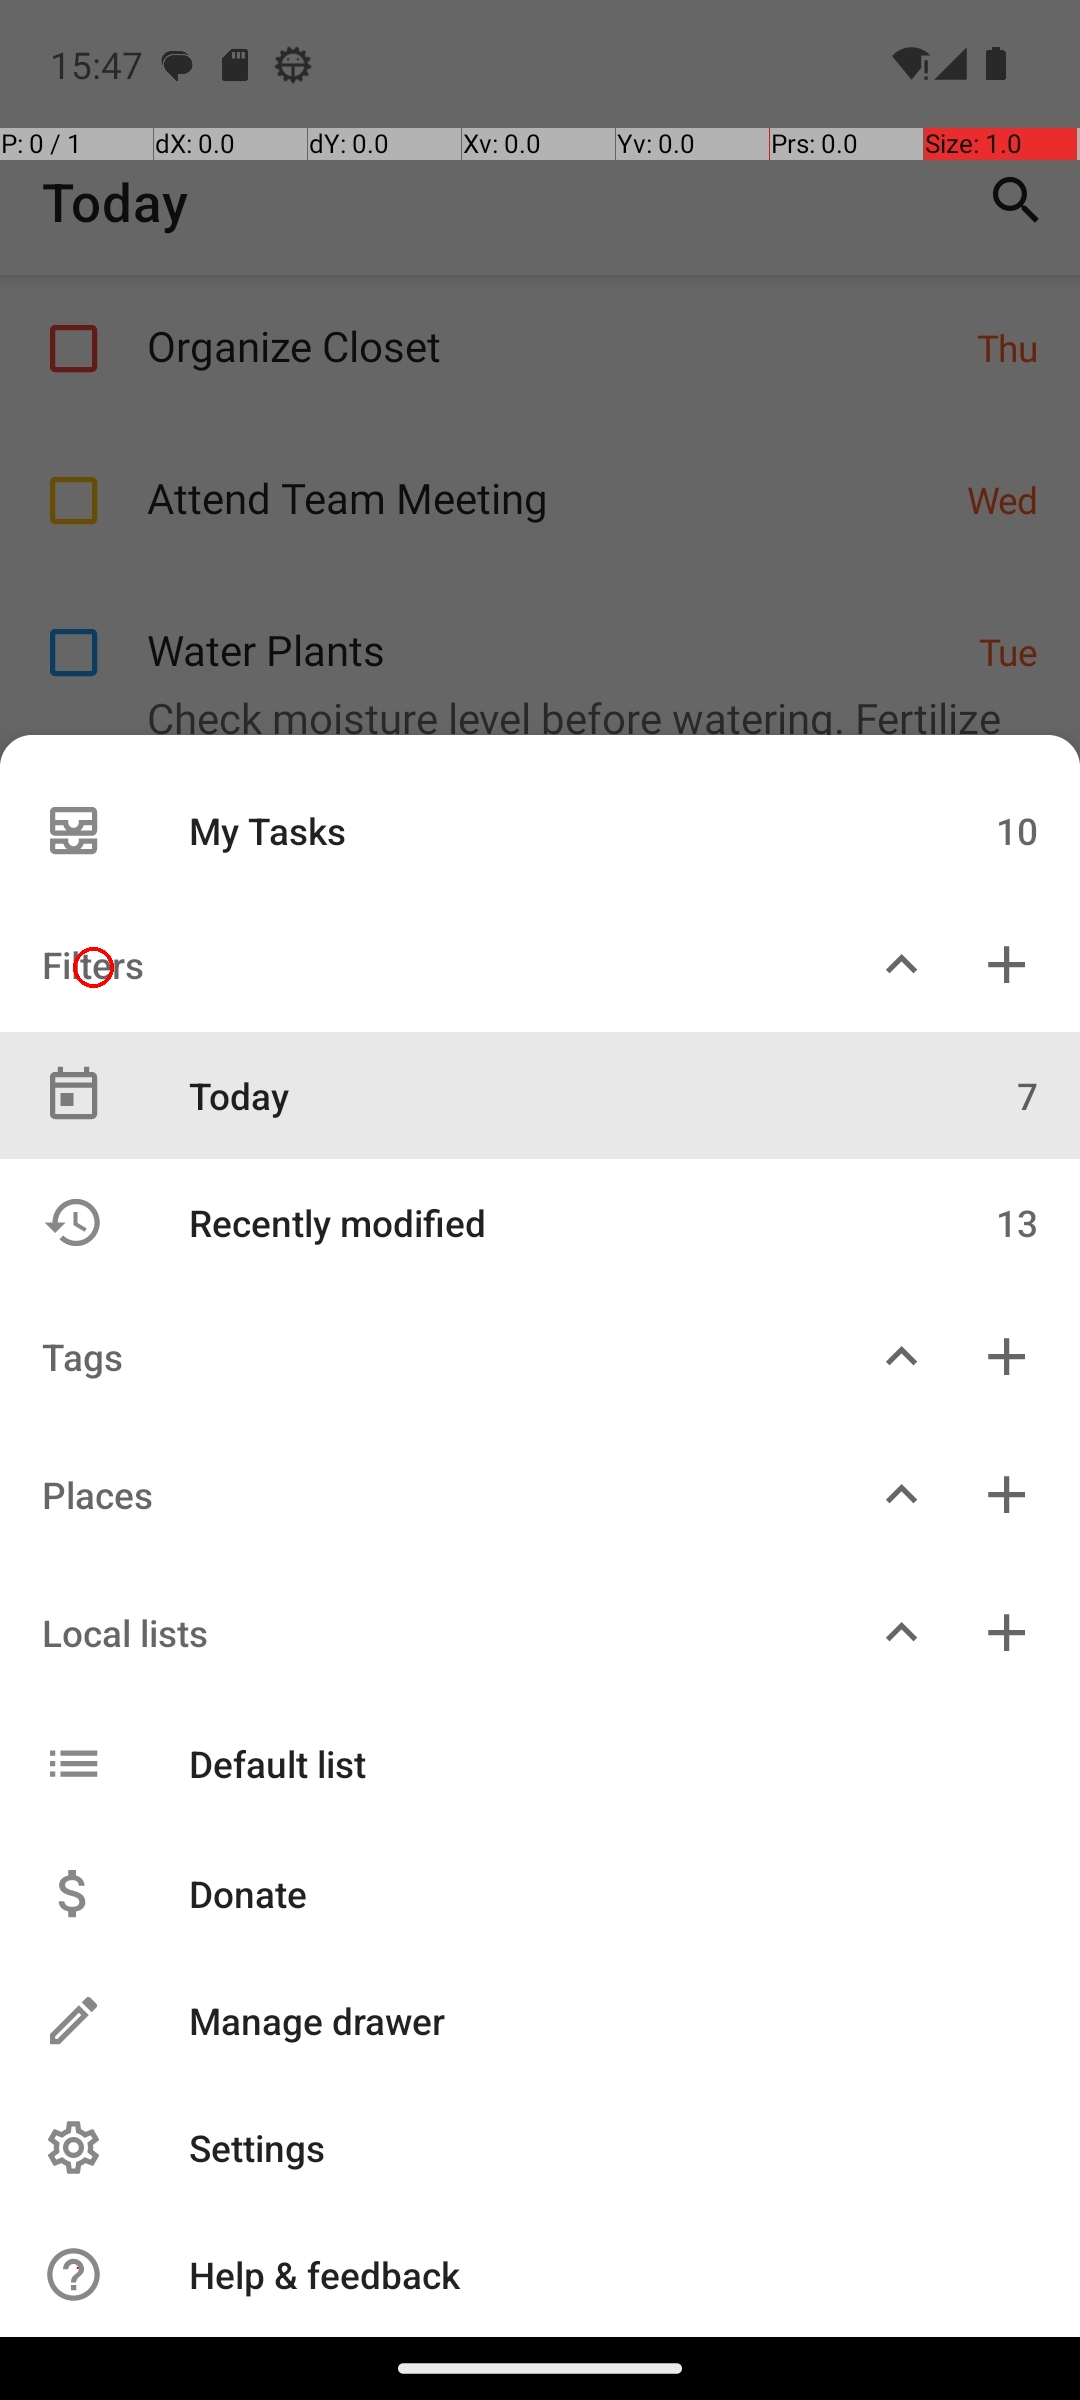 15:47
P: 0 / 1 dX: 0.0 dY: 0.0 Xv: 0.0 Yv: 0.0 Prs: 0.0 Size: 1.0
Today
Organize Closet Thu
Attend Team Meeting Wed
Water Plants Tue
Check moisture level before watering. Fertilize
My Tasks 10
Filters
Today 7
Recently modified 13
Tags
Places
Local lists
Default list
Donate
Manage drawer
Settings
Help & feedback